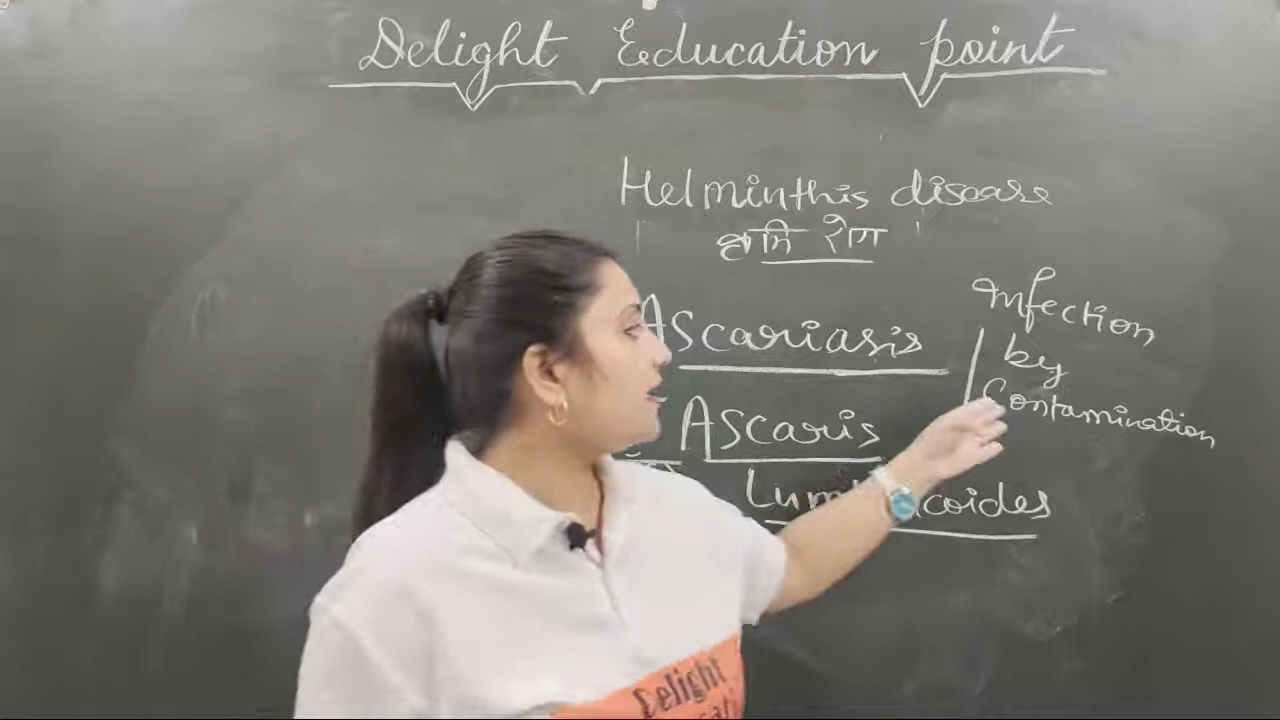 Delight Education point
Helminthis disease
कृमि रोग
Ascariasis
Infection
by
Contamination
Ascaris
Delight